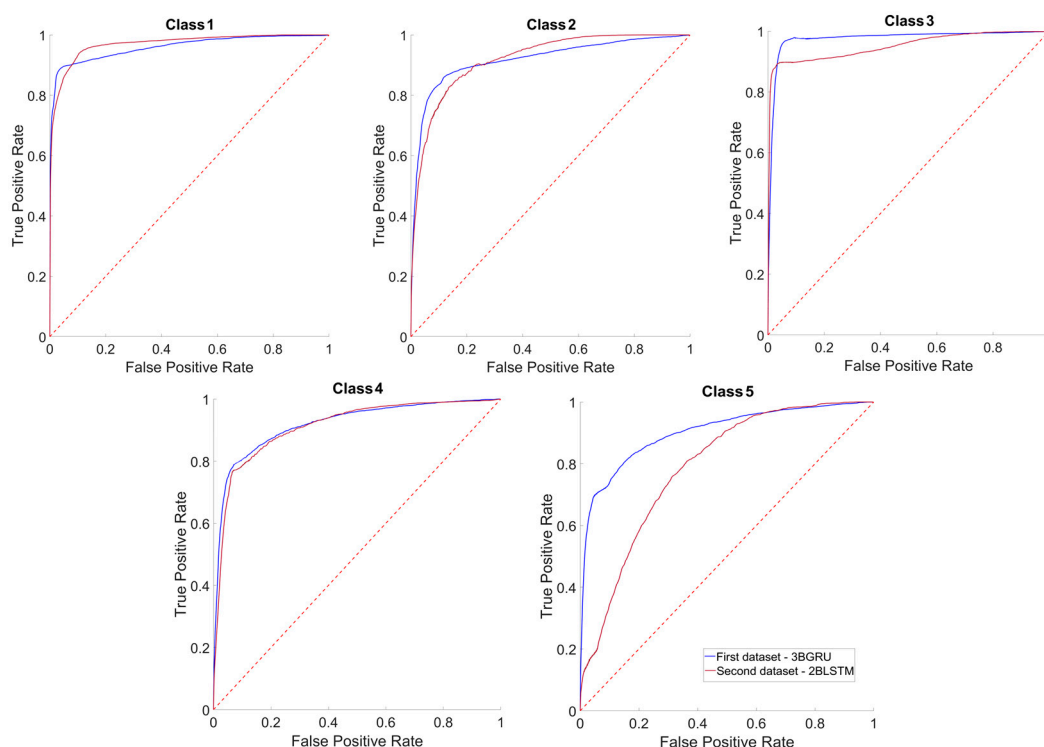 Class 1
1
0.8
0.6
0.4
0.2
0
True Positive Rate
0 0.2 0.4 0.6 0.8 1
False Positive Rate
Class 2
1
0.8
0.6
0.4
0.2
0
True Positive Rate
0 0.2 0.4 0.6 0.8 1
False Positive Rate
Class 3
1
0.8
0.6
0.4
0.2
0
True Positive Rate
0 0.2 0.4 0.6 0.8
False Positive Rate
Class 4
1
0.8
0.6
0.4
0.2
0
True Positive Rate
0 0.2 0.4 0.6 0.8 1
False Positive Rate
Class 5
1
0.8
0.6
0.4
0.2
0
True Positive Rate
0 0.2 0.4 0.6 0.8 1
False Positive Rate
First dataset - 3BGRU
Second dataset - 2BLSTM